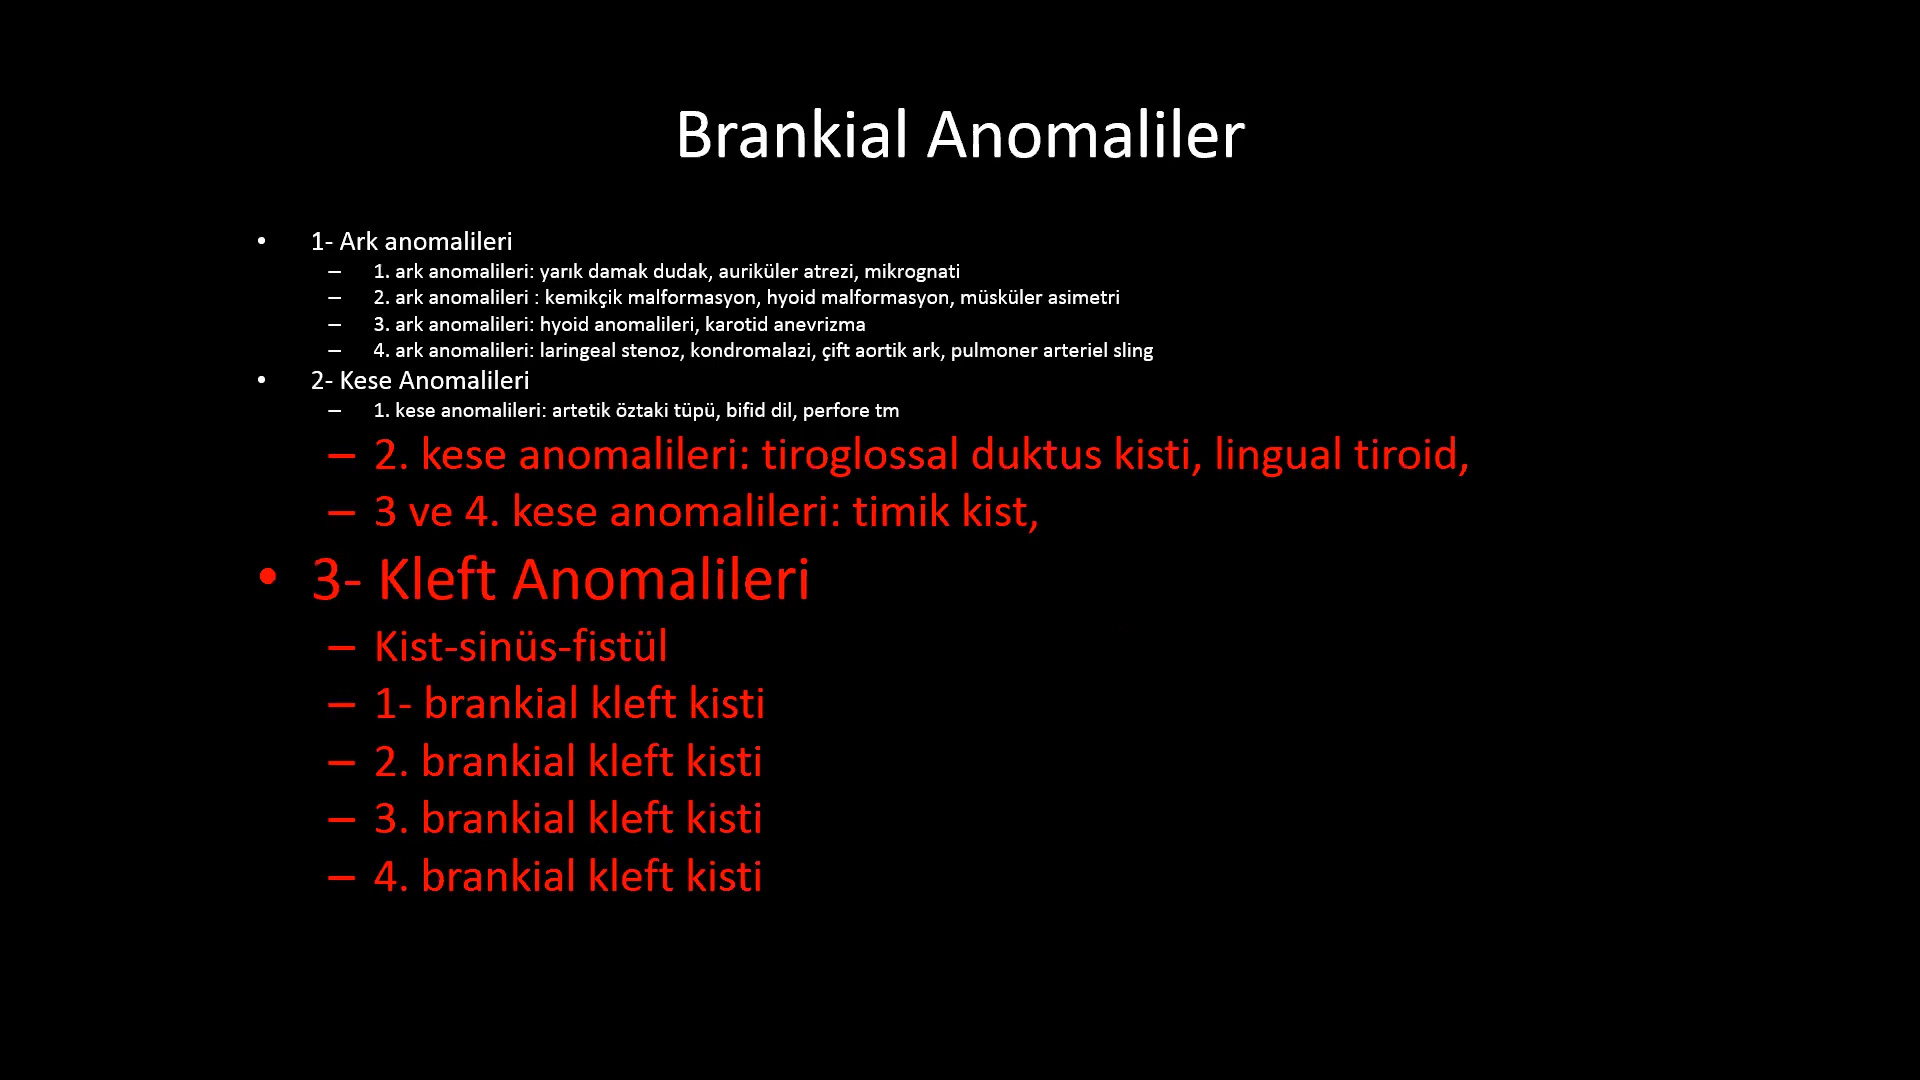 Brankial Anomaliler
• 1- Ark anomalileri
– 1. ark anomalileri: yarık damak dudak, auriküler atrezi, mikrognati
– 2. ark anomalileri : kemikçik malformasyon, hyoid malformasyon, müsküler asimetri
– 3. ark anomalileri: hyoid anomalileri, karotid anevrizma
– 4. ark anomalileri: laringeal stenoz, kondromalazi, çift aortik ark, pulmoner arteriel sling
• 2- Kese Anomalileri
– 1. kese anomalileri: artetik öztaki tüpü, bifid dil, perfore tm
– 2. kese anomalileri: tiroglossal duktus kisti, lingual tiroid,
– 3 ve 4. kese anomalileri: timik kist,
• 3- Kleft Anomalileri
– Kist-sinüs-fistül
– 1- brankial kleft kisti
– 2. brankial kleft kisti
– 3. brankial kleft kisti
– 4. brankial kleft kisti